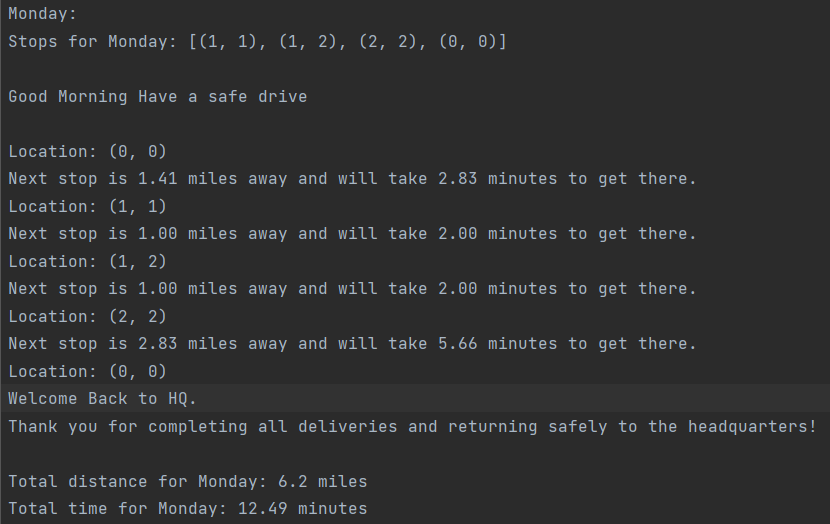 Monday:
Stops for Monday: [(1, 1), (1, 2), (2, 2), (0, 0)]
Good Morning Have a safe drive
Location: (0, 0)
Next stop is 1.41 miles away and will take 2.83 minutes to get there.
Location: (1, 1)
Next stop is 1.00 miles away and will take 2.00 minutes to get there.
Location: (1, 2)
Next stop is 1.00 miles away and will take 2.00 minutes to get there.
Location: (2, 2)
Next stop is 2.83 miles away and will take 5.66 minutes to get there.
Location: (0, 0)
Welcome Back to HQ.
Thank you for completing all deliveries and returning safely to the headquarters!
Total distance for Monday: 6.2 miles
Total time for Monday: 12.49 minutes